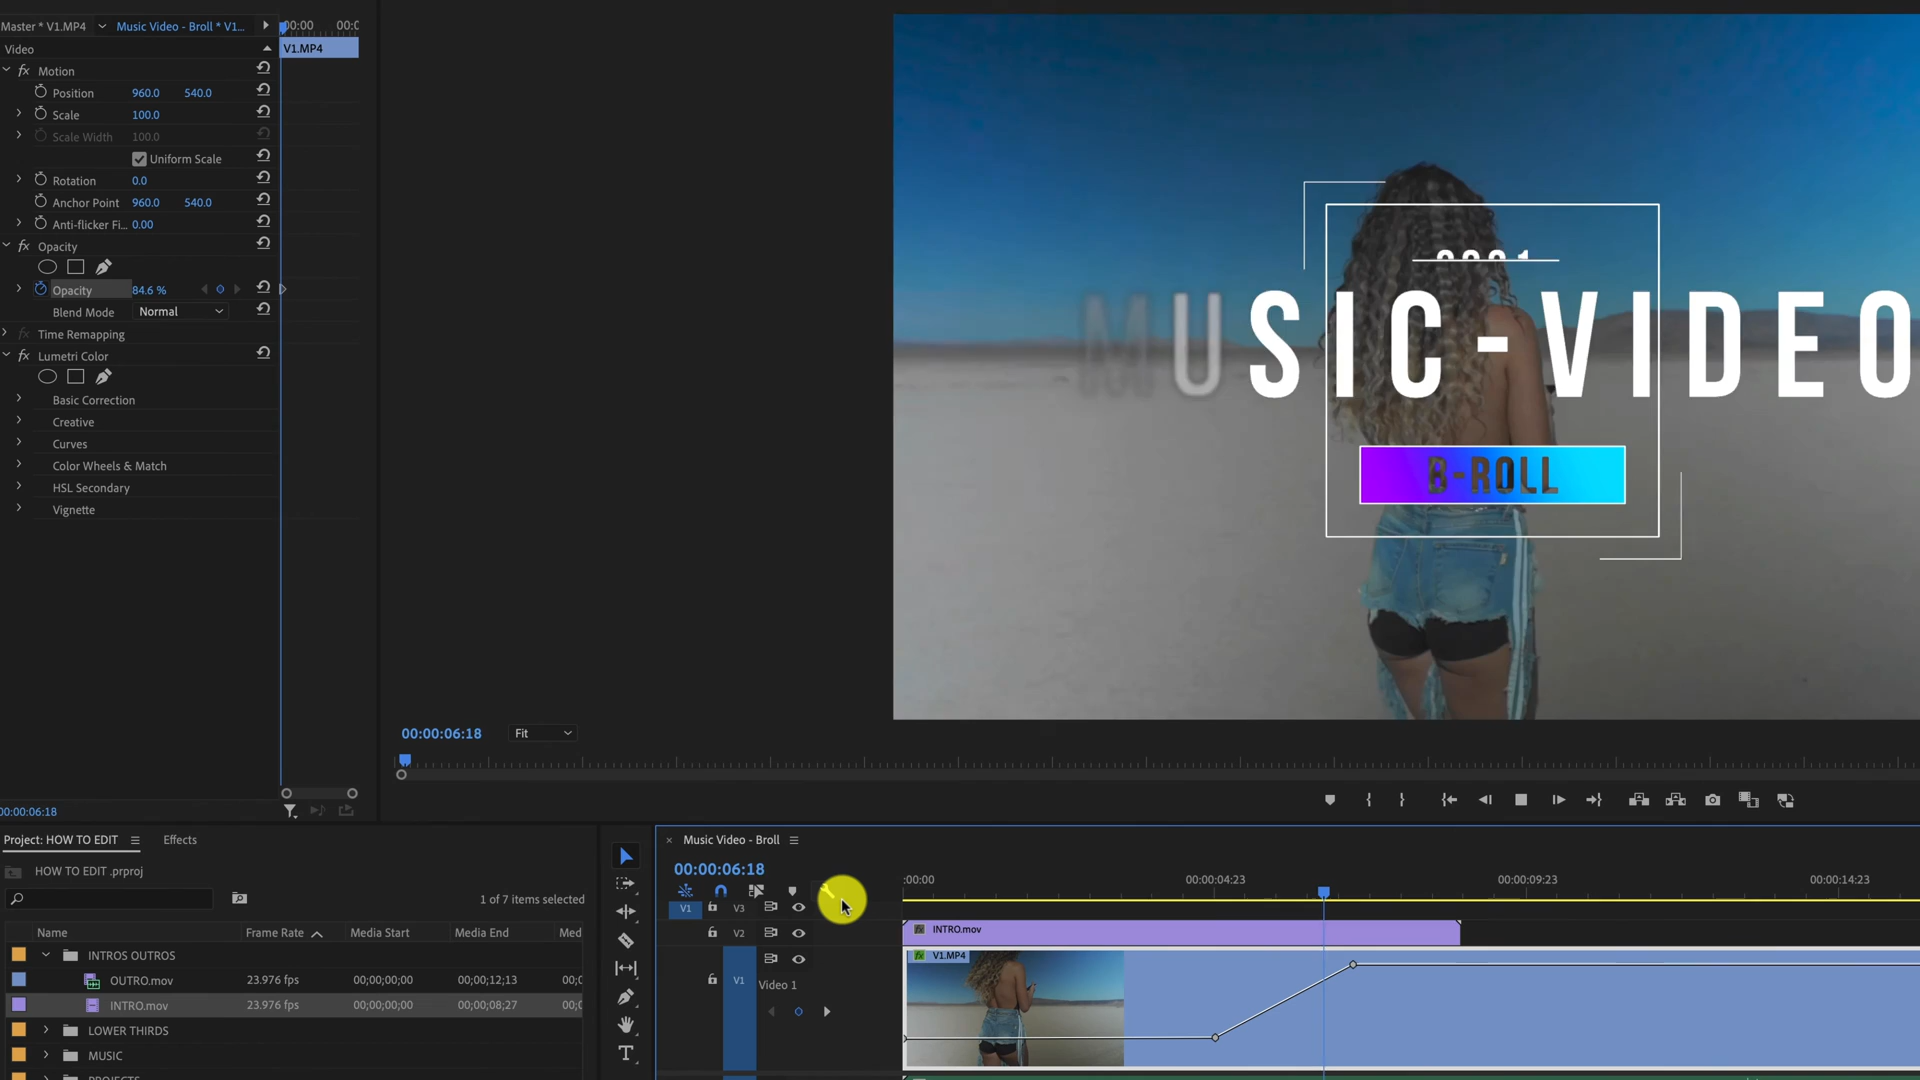 Master * V1.MP4
Music Video - Broll * V1...
00:00
V1.MP4
Video
Motion
Position 960.0 540.0
Scale 100.0
Scale Width 100.0
Uniform Scale
Rotation 0.0
Anchor Point 960.0 540.0
Anti-flicker Fi... 0.00
Opacity
Opacity 84.6 %
Blend Mode Normal
Time Remapping
Lumetri Color
Basic Correction
Creative
Curves
Color Wheels & Match
HSL Secondary
Vignette
00:00:06:18
2021
MUSIC-VIDEO
B-ROLL
00:00:06:18 Fit
Project: HOW TO EDIT
Effects
HOW TO EDIT .prproj
1 of 7 items selected
Name Frame Rate Media Start Media End Med
INTROS OUTROS
OUTRO.mov 23.976 fps 00;00;00;00 00;00;12;13 00;0
INTRO.mov 23.976 fps 00;00;00;00 00;00;08;27 00;0
LOWER THIRDS
MUSIC
PROJECTS
Music Video - Broll
00:00:06:18
:00:00 00:00:04:23 00:00:09:23 00:00:14:23
V1 V3
V2
INTRO.mov
V1.MP4
V1 Video 1